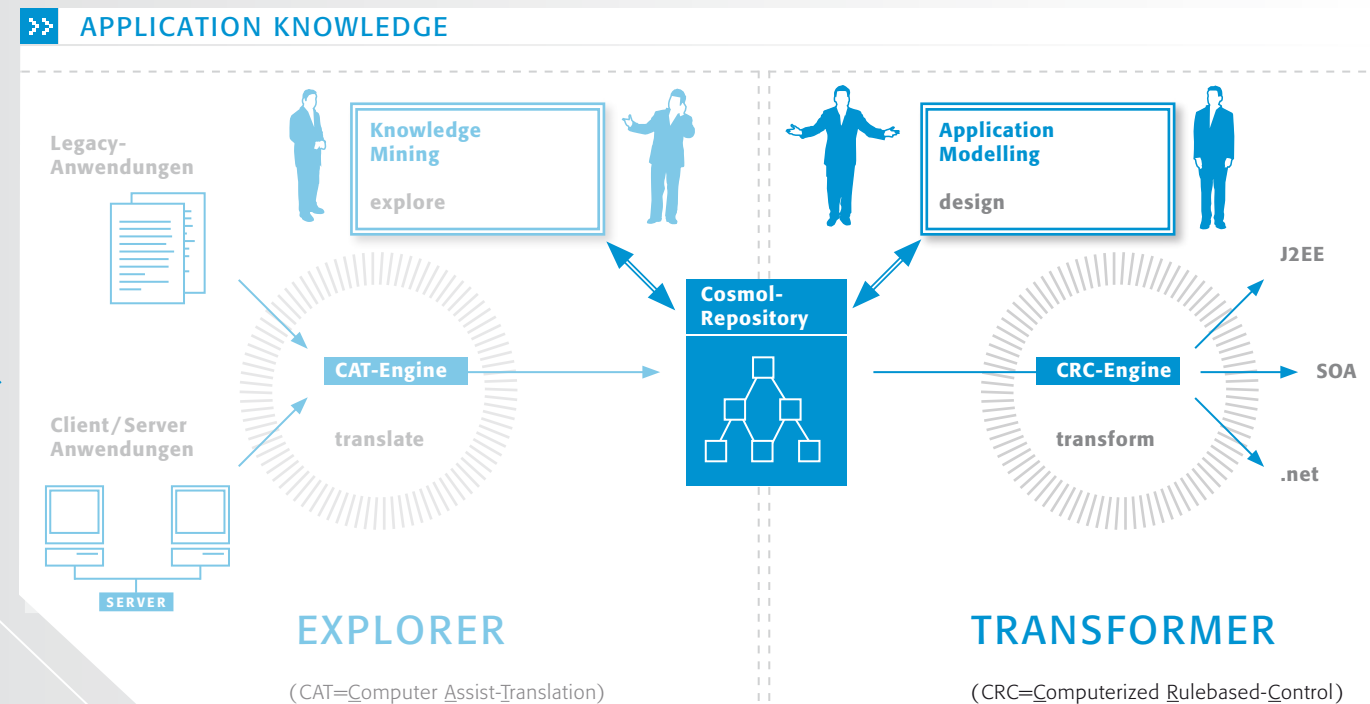 >> APPLICATION KNOWLEDGE
Legacy-
Anwendungen
Knowledge
Mining
explore
CAT-Engine
translate
Client/Server
Anwendungen
SERVER
EXPLORER
(CAT=Computer Assist-Translation)
Cosmol-
Repository
Application
Modelling
design
CRC-Engine
transform
J2EE
SOA
.net
TRANSFORMER
(CRC=Computerized Rulebased-Control)